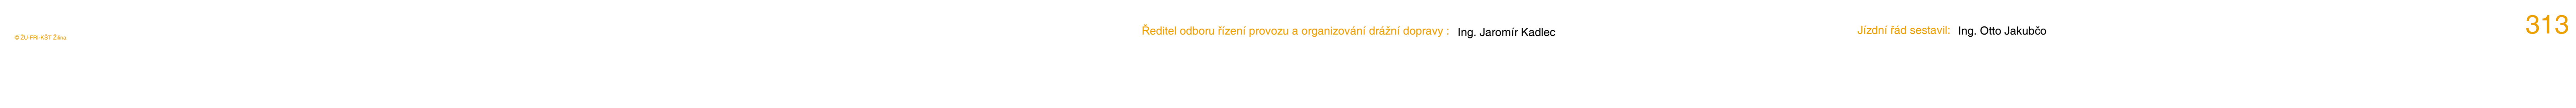 © ŽU-FRI-KŠT Žilina
Ředitel odboru řízení provozu a organizování drážní dopravy : Ing. Jaromír Kadlec
Jízdní řád sestavil: Ing. Otto Jakubčo
313